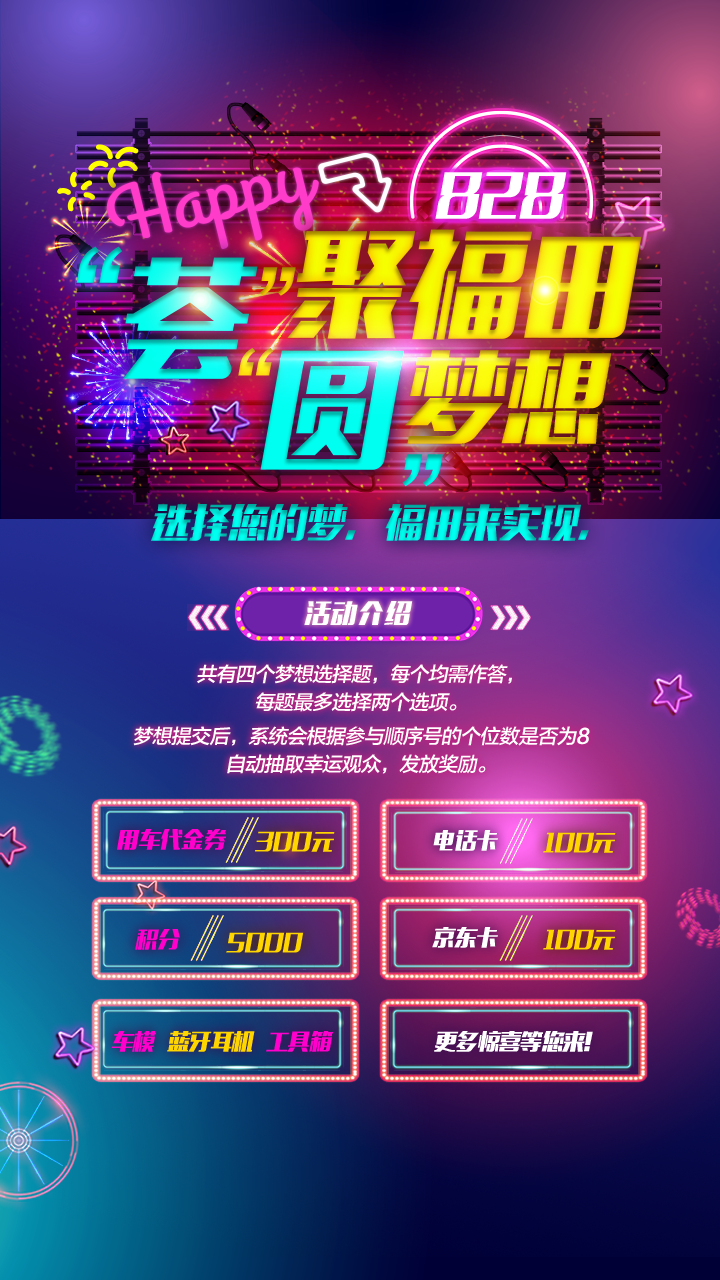 Happy 828
“荟”聚福田
“圆”梦想
选择您的梦.  福田来实现.
活动介绍
共有四个梦想选择题，每个均需作答，
每题最多选择两个选项。
梦想提交后，系统会根据参与顺序号的个位数是否为8
自动抽取幸运观众，发放奖励。
用车代金券 300元
电话卡 100元
积分 5000
京东卡 100元
车模 蓝牙耳机 工具箱
更多惊喜等您来!